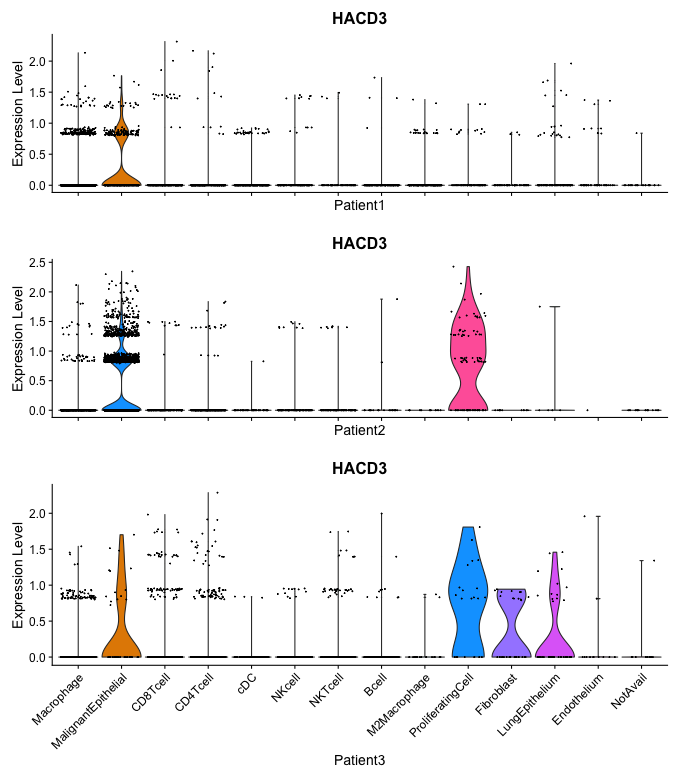 HACD3
Expression Level
2.0
1.5
1.0
0.5
0.0
Patient1
HACD3
Expression Level
2.5
2.0
1.5
1.0
0.5
0.0
Patient2
HACD3
Expression Level
2.0
1.5
1.0
0.5
0.0
Macrophage
MalignantEpithelial
CD8Tcell
CD4Tcell
cDC
NKcell
NKTcell
Bcell
M2Macrophage
ProliferatingCell
Fibroblast
LungEpithelium
Endothelium
NotAvail
Patient3